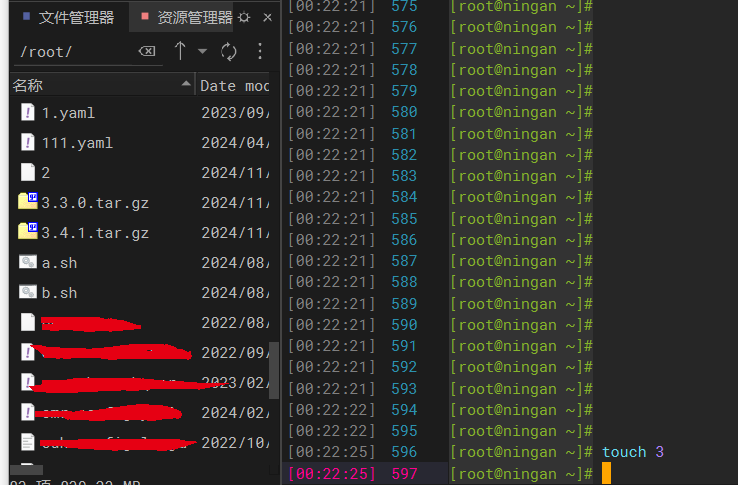 文件管理器 资源管理器
/root/
名称 Date mod
1.yaml 2023/09/
111.yaml 2024/04/
2 2024/11/
3.3.0.tar.gz 2024/11/
3.4.1.tar.gz 2024/11/
a.sh 2024/08/
b.sh 2024/08/
2022/08/
2022/09/
2023/02/
2024/02/
2022/10/
[00:22:21] 575 [root@ningan ~]#
[00:22:21] 576 [root@ningan ~]#
[00:22:21] 577 [root@ningan ~]#
[00:22:21] 578 [root@ningan ~]#
[00:22:21] 579 [root@ningan ~]#
[00:22:21] 580 [root@ningan ~]#
[00:22:21] 581 [root@ningan ~]#
[00:22:21] 582 [root@ningan ~]#
[00:22:21] 583 [root@ningan ~]#
[00:22:21] 584 [root@ningan ~]#
[00:22:21] 585 [root@ningan ~]#
[00:22:21] 586 [root@ningan ~]#
[00:22:21] 587 [root@ningan ~]#
[00:22:21] 588 [root@ningan ~]#
[00:22:21] 589 [root@ningan ~]#
[00:22:21] 590 [root@ningan ~]#
[00:22:21] 591 [root@ningan ~]#
[00:22:21] 592 [root@ningan ~]#
[00:22:21] 593 [root@ningan ~]#
[00:22:22] 594 [root@ningan ~]#
[00:22:22] 595 [root@ningan ~]#
[00:22:25] 596 [root@ningan ~]# touch 3
[00:22:25] 597 [root@ningan ~]#